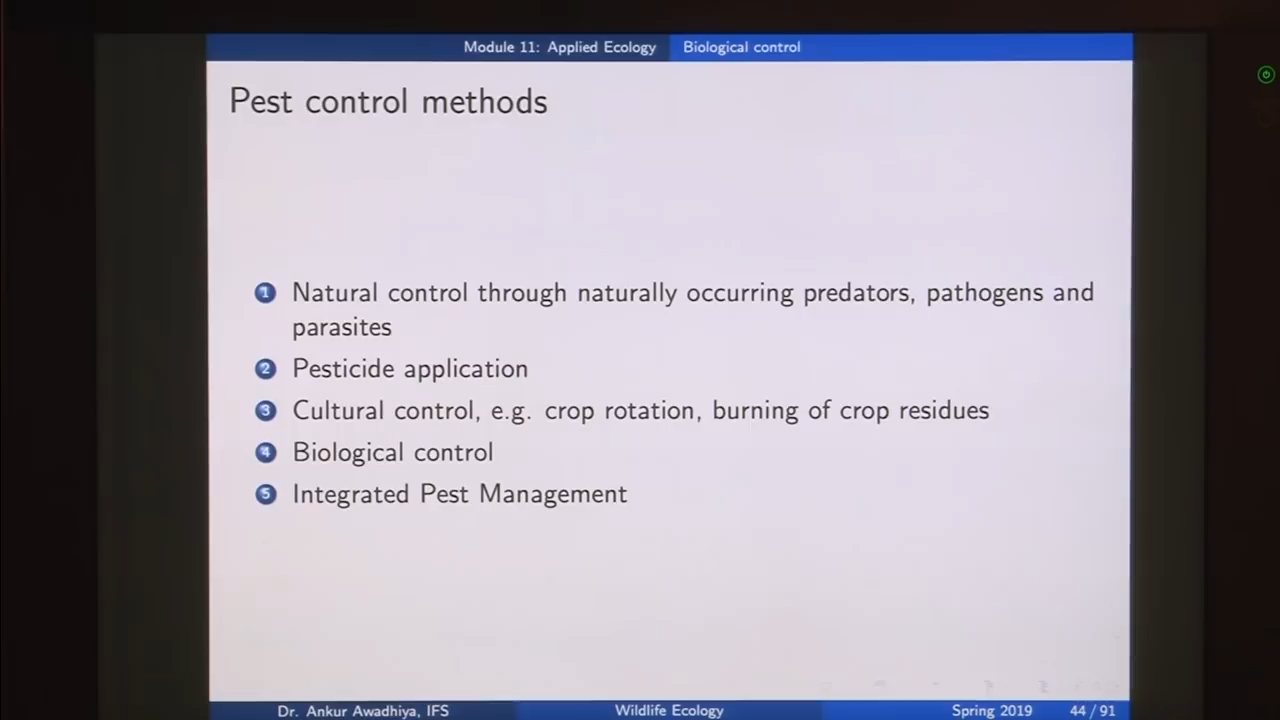 Module 11: Applied Ecology Biological control
Pest control methods
1 Natural control through naturally occurring predators, pathogens and
parasites
2 Pesticide application
3 Cultural control, e.g. crop rotation, burning of crop residues
4 Biological control
5 Integrated Pest Management
Dr. Ankur Awadhiya, IFS Wildlife Ecology Spring 2019 44 / 91